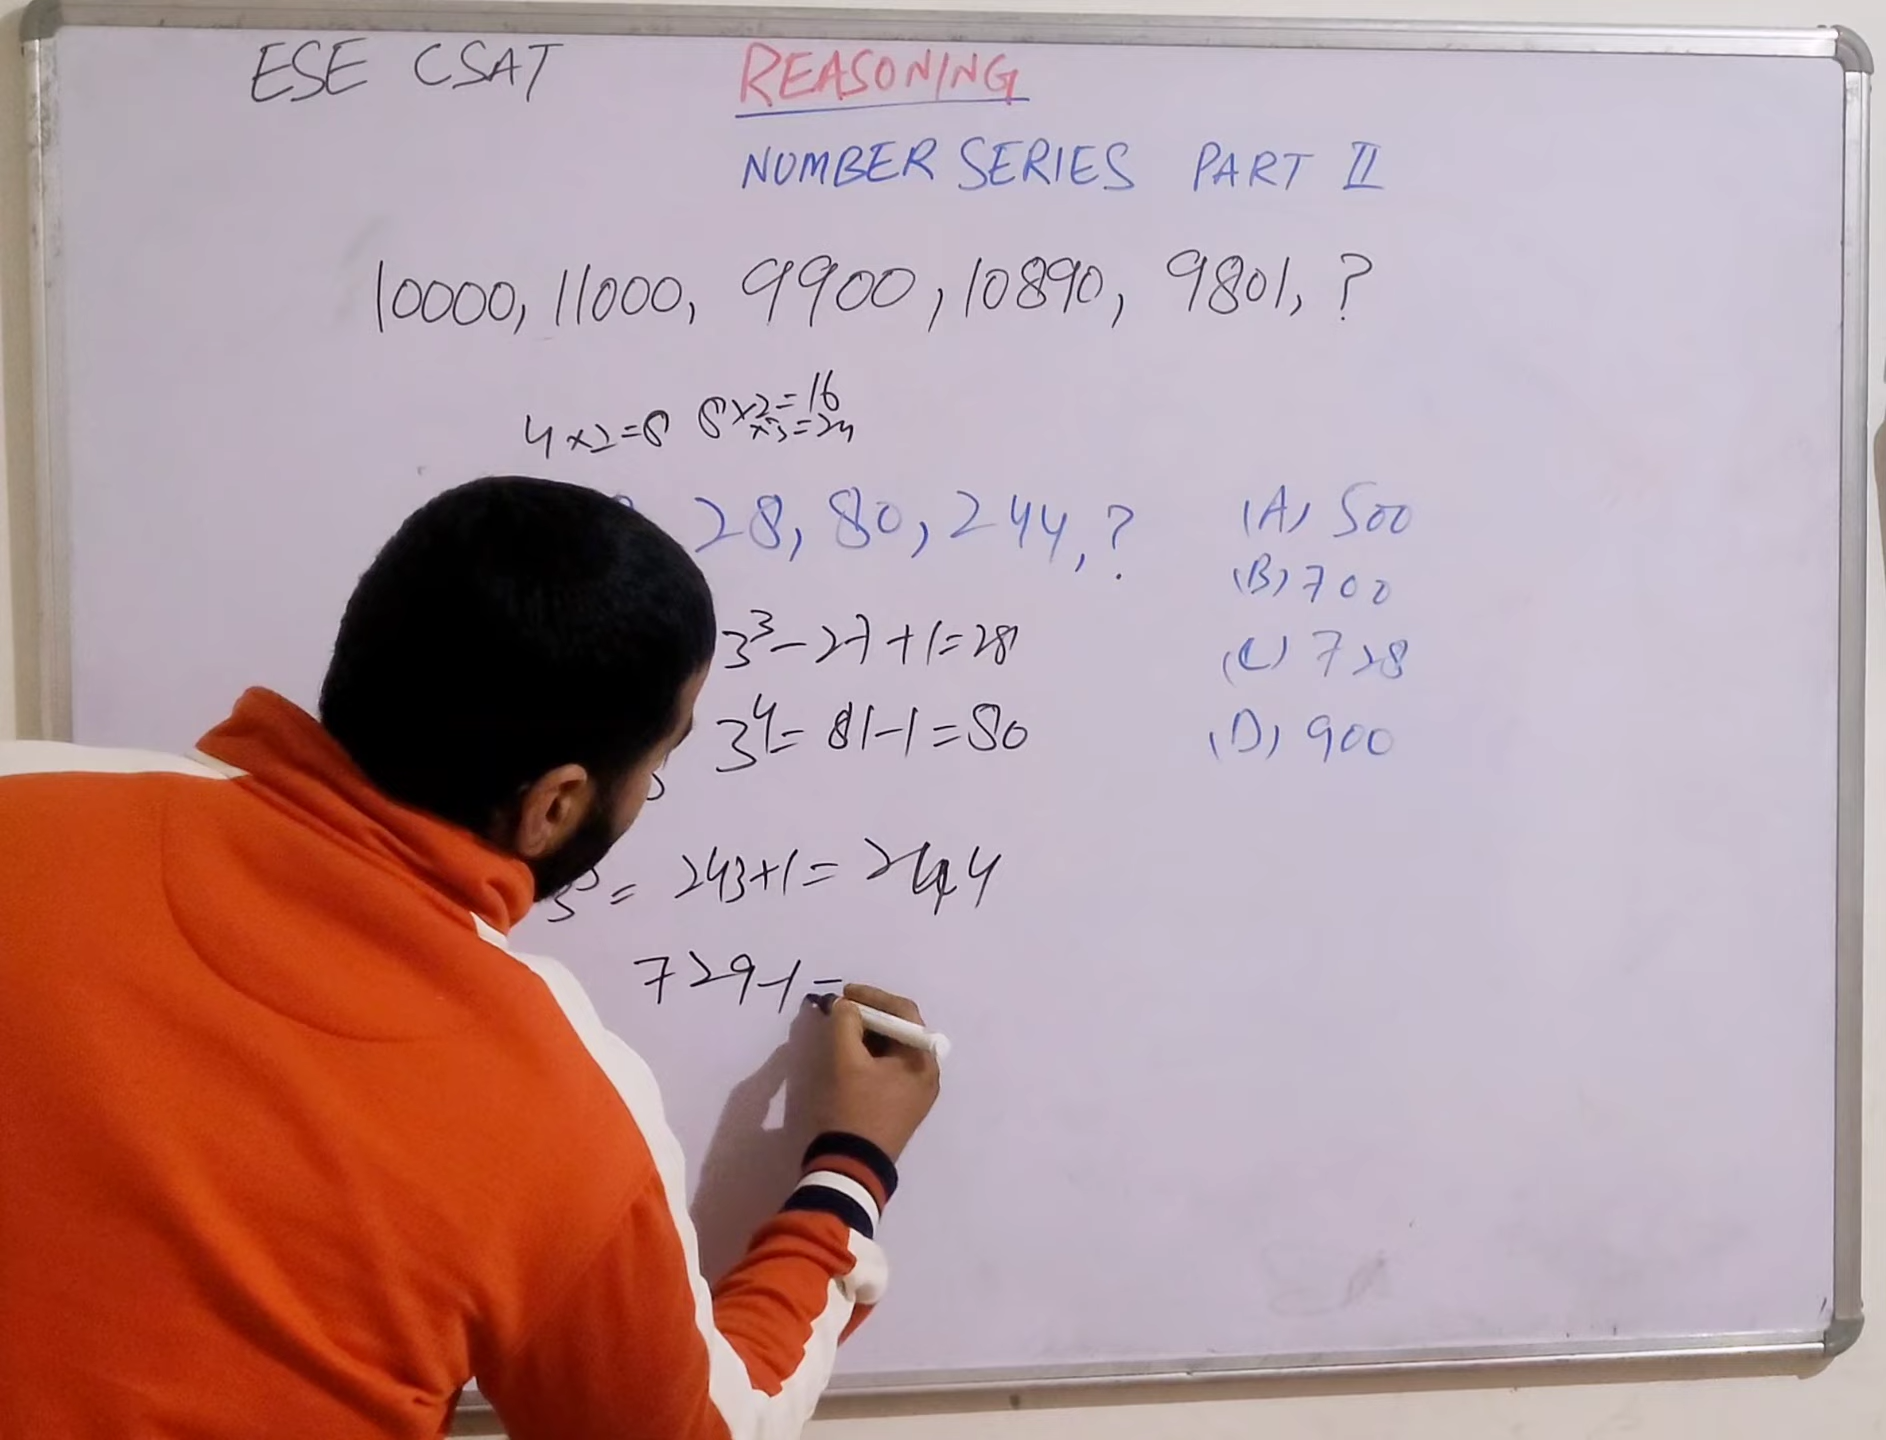 ESE CSAT REASONING
NUMBER SERIES PART II
10000, 11000, 9900, 10890, 9801, ?
8×2=16
4×2=8 ×3=24
28, 80, 244, ? (A) 500
(B) 700
3³-27+1=28 (C) 728
3⁴= 81-1=80 (D) 900
= 243+1= 244
729-1=